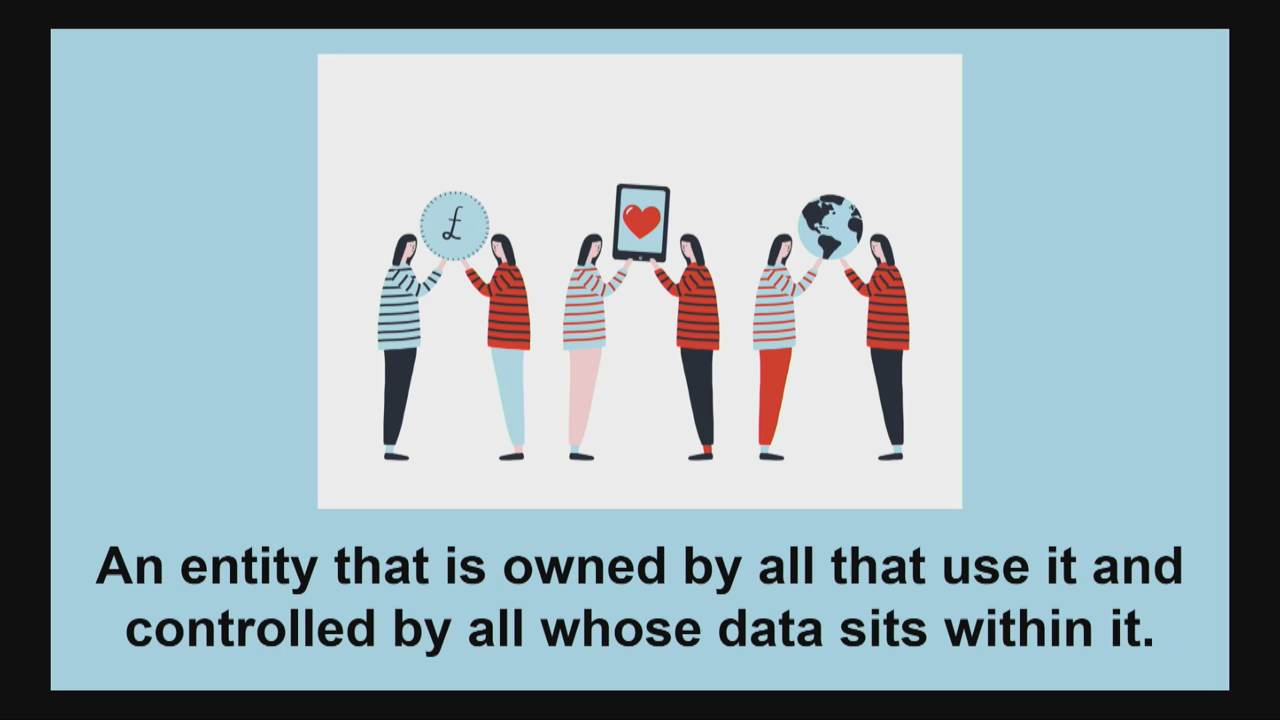 £
An entity that is owned by all that use it and
controlled by all whose data sits within it.